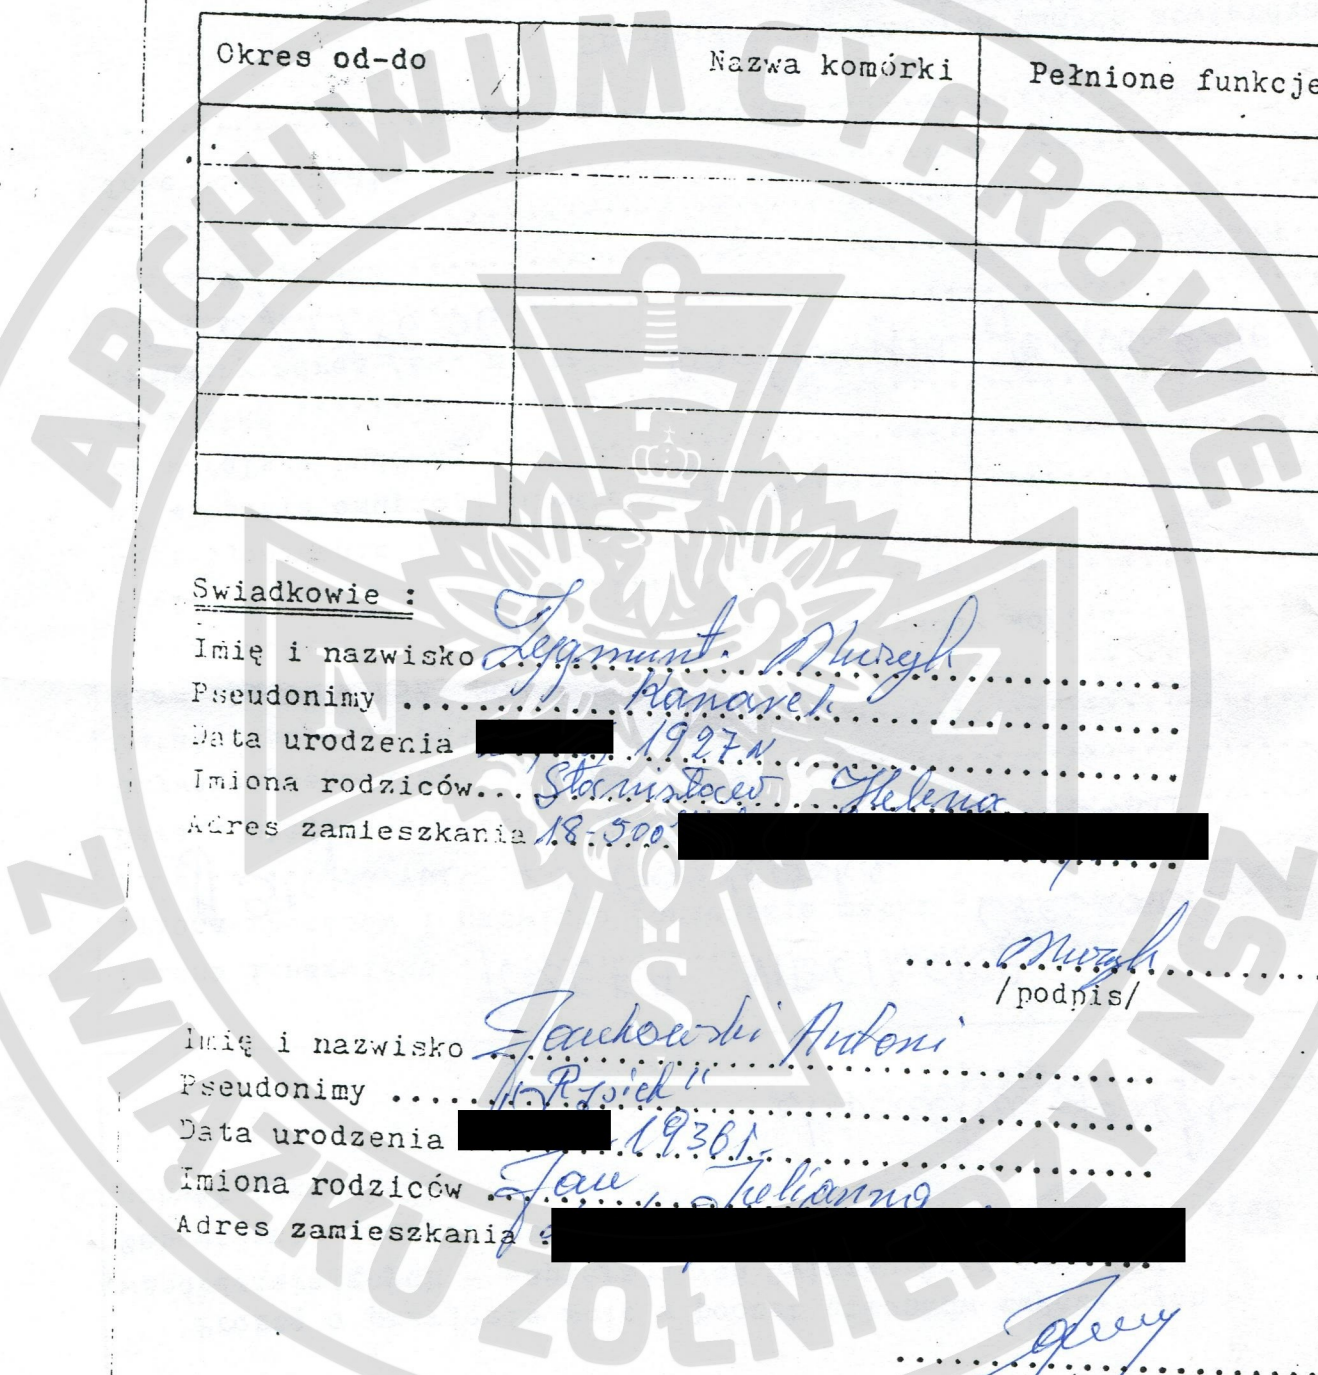 Okres od-do Nazwa komórki Pełnione funkcje
Swiadkowie :
Imię i nazwisko Zygmunt Murzyk
Pseudonimy Kanarek
Data urodzenia 1927 r
Imiona rodziców Stanisław Helena
Adres zamieszkania 18-500
Murzyk
/podpis/
Imię i nazwisko Jankowski Antoni
Pseudonimy
Data urodzenia 1936 r.
Imiona rodziców Jan, Julianna
Adres zamieszkania
ARCHIWUM CYFROWE
ZWIĄZKU ŻOŁNIERZY NSZ
N S Z